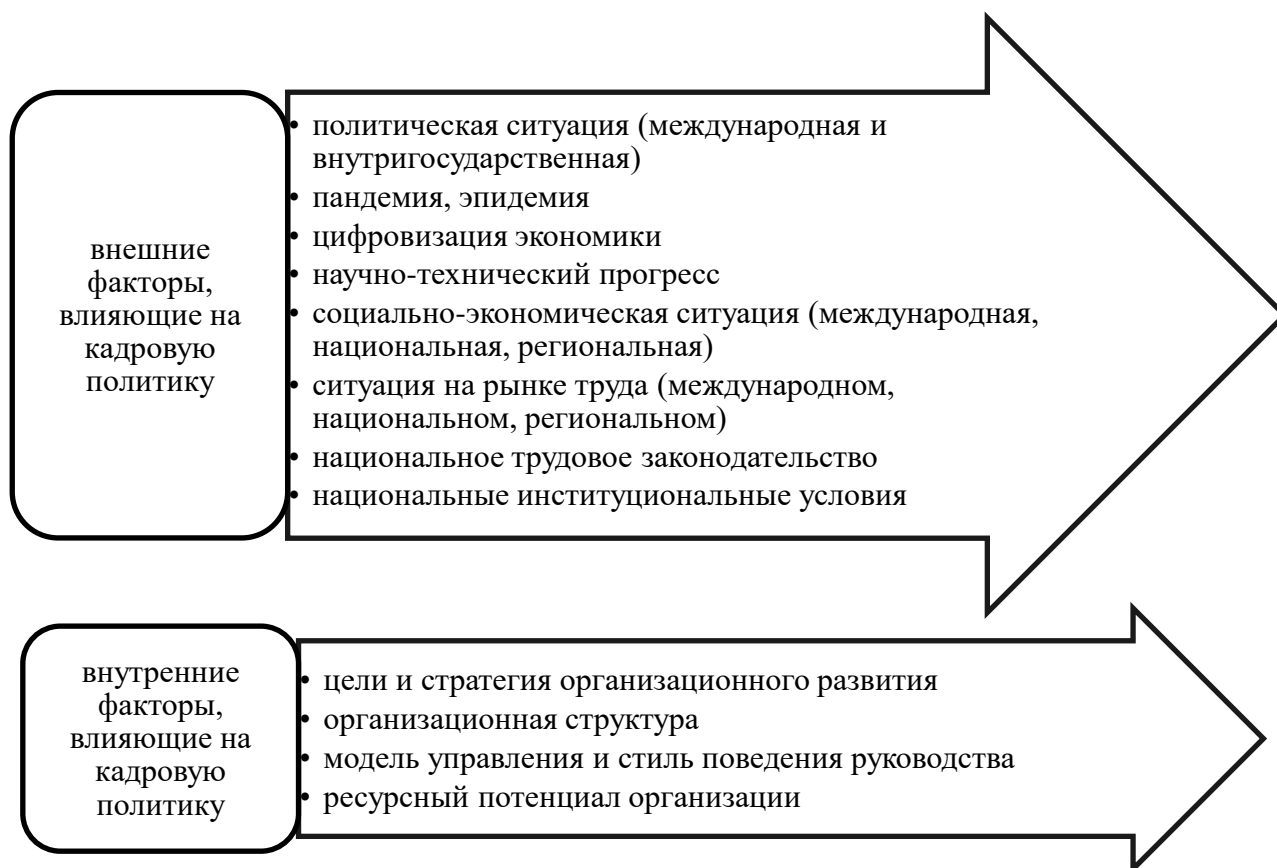 внешние
факторы,
влияющие на
кадровую
политику
• политическая ситуация (международная и
внутригосударственная)
• пандемия, эпидемия
• цифровизация экономики
• научно-технический прогресс
• социально-экономическая ситуация (международная,
национальная, региональная)
• ситуация на рынке труда (международном,
национальном, региональном)
• национальное трудовое законодательство
• национальные институциональные условия
внутренние
факторы,
влияющие на
кадровую
политику
• цели и стратегия организационного развития
• организационная структура
• модель управления и стиль поведения руководства
• ресурсный потенциал организации